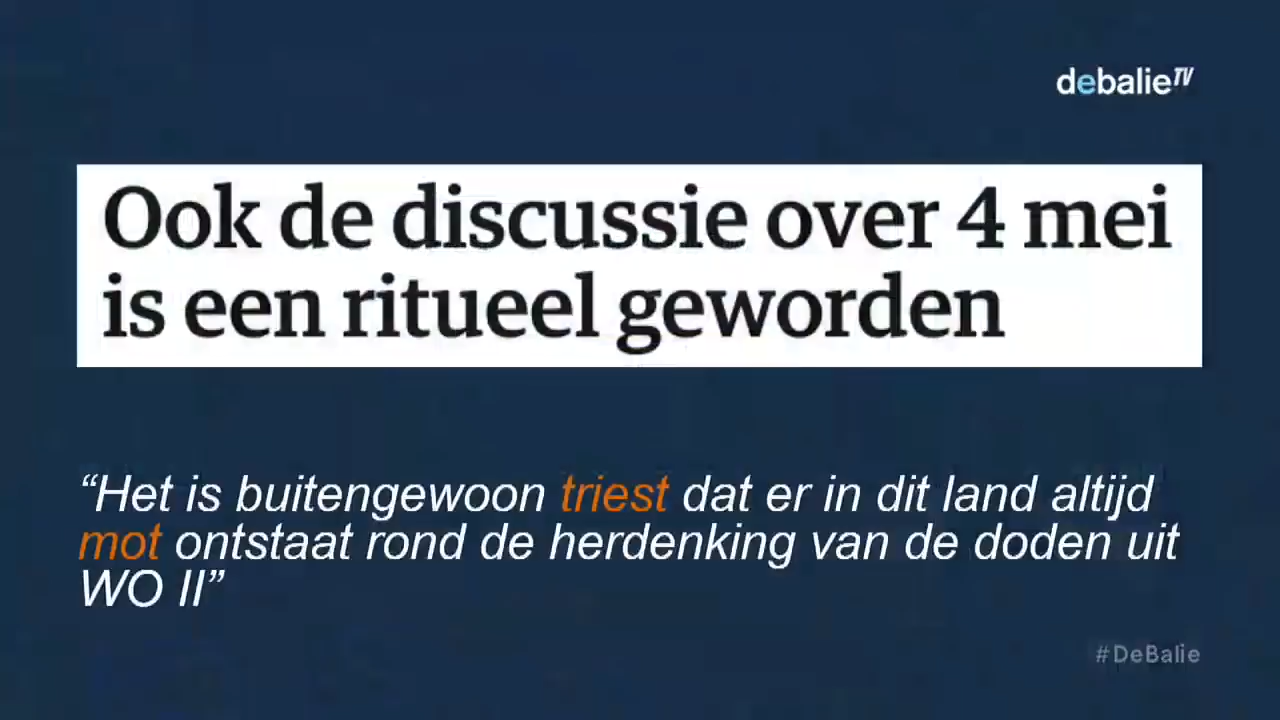 debalieTV
Ook de discussie over 4 mei
is een ritueel geworden
“Het is buitengewoon triest dat er in dit land altijd
mot ontstaat rond de herdenking van de doden uit
WO II”
#DeBalie